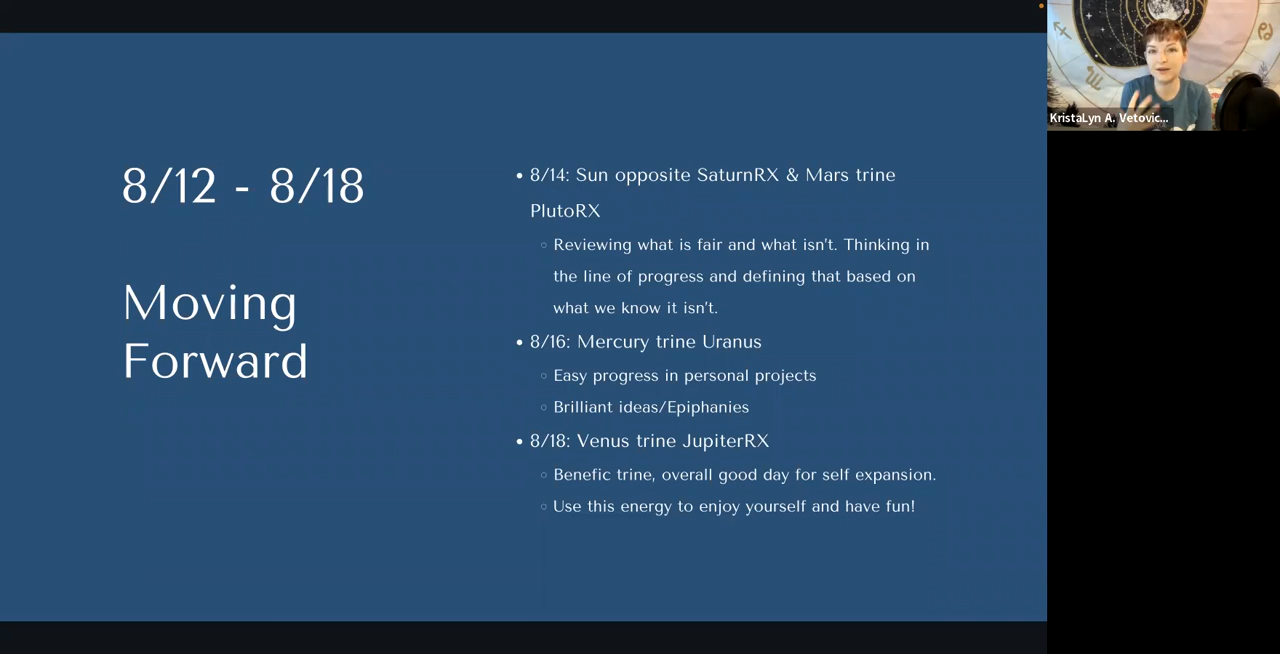 8/12 - 8/18
Moving
Forward
• 8/14: Sun opposite SaturnRX & Mars trine
PlutoRX
◦ Reviewing what is fair and what isn't. Thinking in
the line of progress and defining that based on
what we know it isn't.
• 8/16: Mercury trine Uranus
◦ Easy progress in personal projects
◦ Brilliant ideas/Epiphanies
• 8/18: Venus trine JupiterRX
◦ Benefic trine, overall good day for self expansion.
◦ Use this energy to enjoy yourself and have fun!
KristaLyn A. Vetovic...